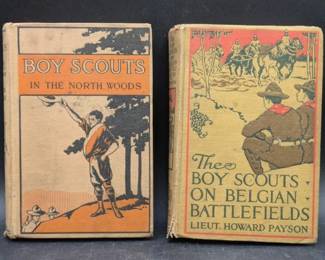 BOY SCOUTS
IN THE NORTH WOODS
The
BOY SCOUTS
ON BELGIAN
BATTLEFIELDS
LIEUT. HOWARD PAYSON